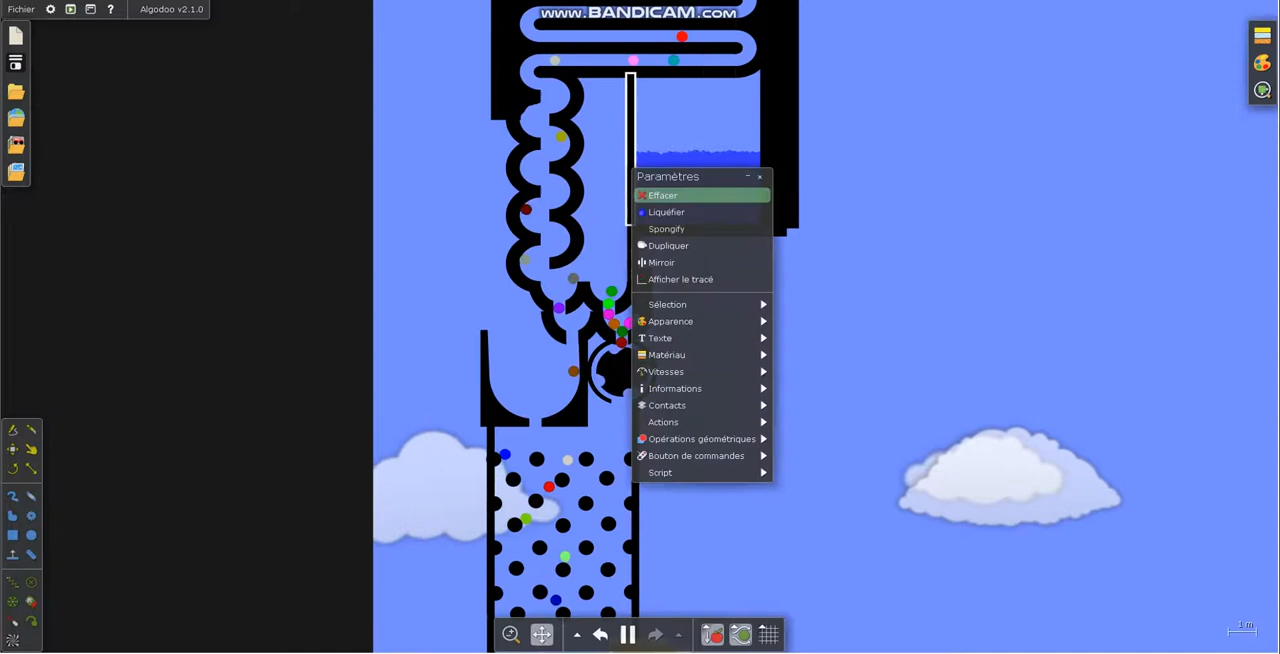 Fichier
?
Algodoo v2.1.0
WWW.BANDICAM.COM
Paramètres
Effacer
Liquéfier
Spongify
Dupliquer
Mirroir
Afficher le tracé
Sélection
Apparence
Texte
Matériau
Vitesses
Informations
Contacts
Actions
Opérations géométriques
Bouton de commandes
Script
1 m